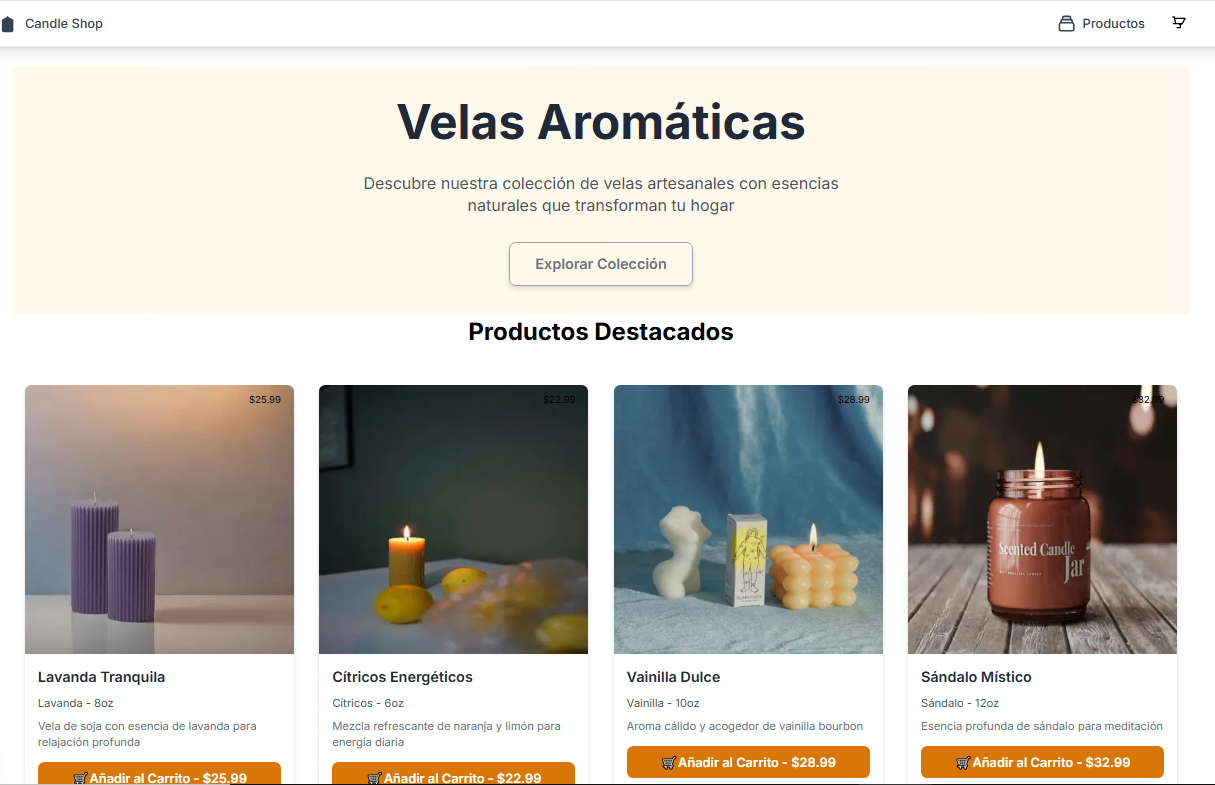 Candle Shop
Productos
Velas Aromáticas
Descubre nuestra colección de velas artesanales con esencias
naturales que transforman tu hogar
Explorar Colección
Productos Destacados
$25.99
$22.99
$28.99
$32.99
Scented Candle
Jar
Lavanda Tranquila
Lavanda - 8oz
Vela de soja con esencia de lavanda para
relajación profunda
Añadir al Carrito - $25.99
Cítricos Energéticos
Cítricos - 6oz
Mezcla refrescante de naranja y limón para
energía diaria
Añadir al Carrito - $22.99
Vainilla Dulce
Vainilla - 10oz
Aroma cálido y acogedor de vainilla bourbon
Añadir al Carrito - $28.99
Sándalo Místico
Sándalo - 12oz
Esencia profunda de sándalo para meditación
Añadir al Carrito - $32.99